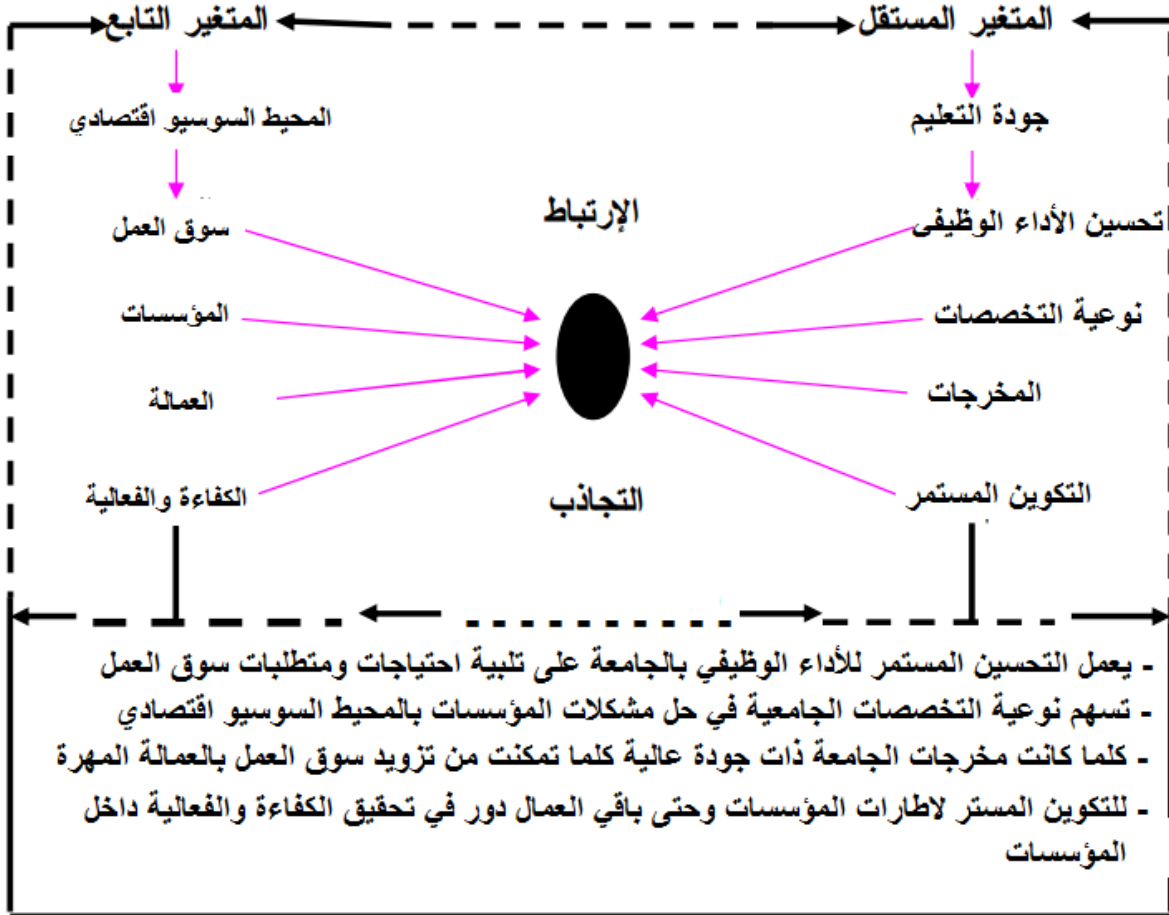 المتغير المستقل
المتغير التابع
جودة التعليم
المحيط السوسيو اقتصادي
تحسين الأداء الوظيفى
سوق العمل
الإرتباط
نوعية التخصصات
المؤسسات
المخرجات
العمالة
التكوين المستمر
الكفاءة والفعالية
التجاذب
- يعمل التحسين المستمر للأداء الوظيفي بالجامعة على تلبية احتياجات ومتطلبات سوق العمل
- تسهم نوعية التخصصات الجامعية في حل مشكلات المؤسسات بالمحيط السوسيو اقتصادي
- كلما كانت مخرجات الجامعة ذات جودة عالية كلما تمكنت من تزويد سوق العمل بالعمالة المهرة
- للتكوين المستر لاطارات المؤسسات وحتى باقي العمال دور في تحقيق الكفاءة والفعالية داخل
المؤسسات